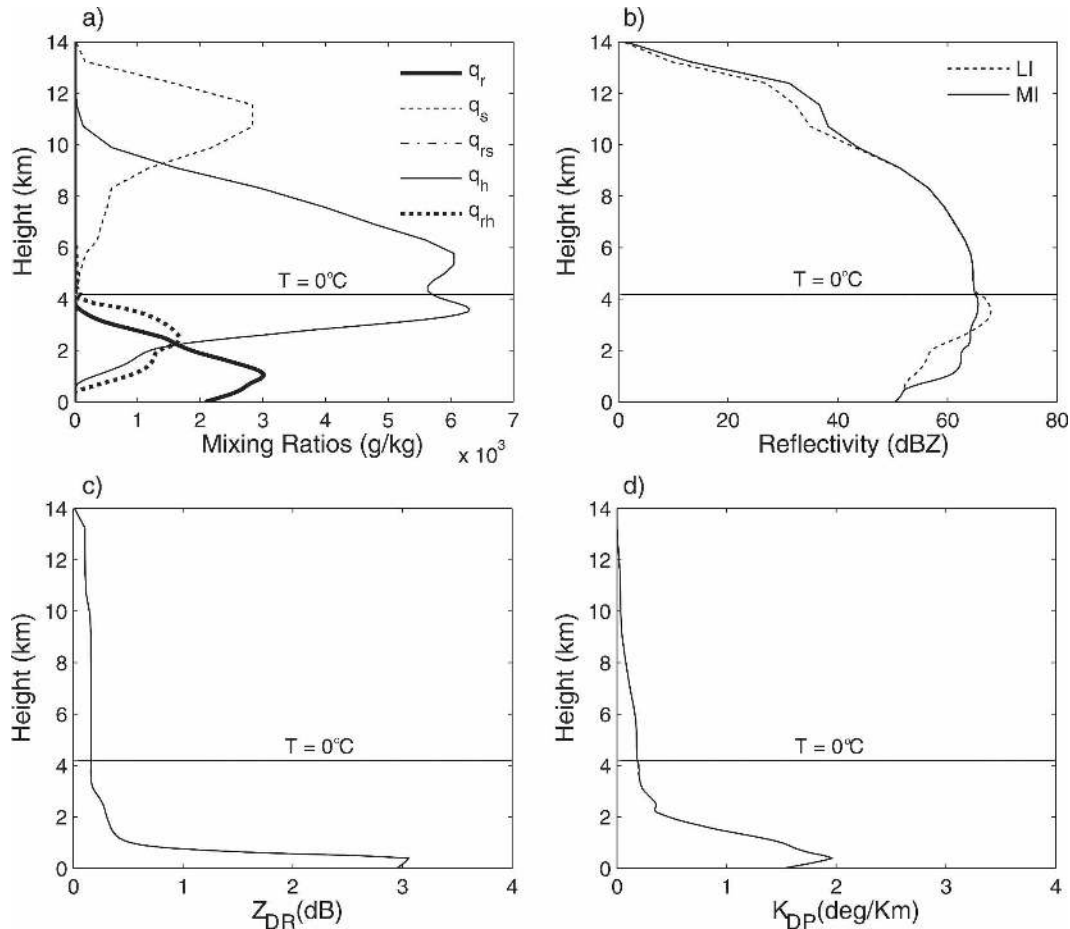 a)
14
12
10
8
6
4
2
0
Height (km)
q_r
q_s
q_rs
q_h
q_rh
T = 0°C
0 1 2 3 4 5 6 7
Mixing Ratios (g/kg)
x 10^3
b)
14
12
10
8
6
4
2
0
Height (km)
LI
MI
T = 0°C
0 20 40 60 80
Reflectivity (dBZ)
c)
14
12
10
8
6
4
2
0
Height (km)
T = 0°C
0 1 2 3 4
Z_DR(dB)
d)
14
12
10
8
6
4
2
0
Height (km)
T = 0°C
0 1 2 3 4
K_DP(deg/Km)